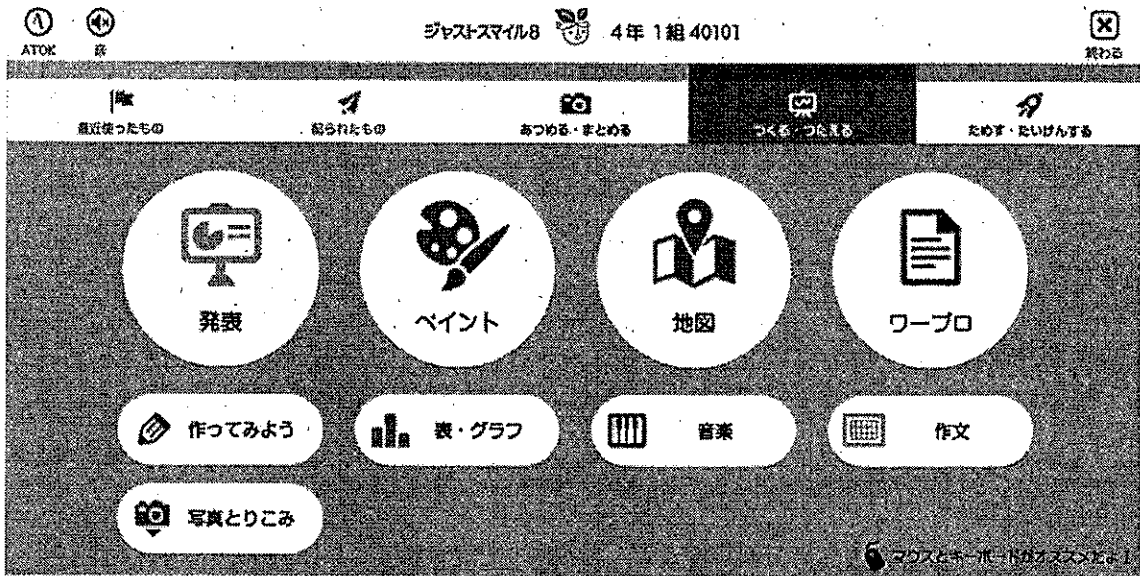 ジャストスマイル8 4年 1組 40101
ATOK
音
終わる
最近使ったもの
配られたもの
あつめる・まとめる
つくる・つたえる
ためす・たいけんする
発表
ペイント
地図
ワープロ
作ってみよう
表・グラフ
音楽
作文
写真とりこみ
マウスとキーボードがオススメだよ!